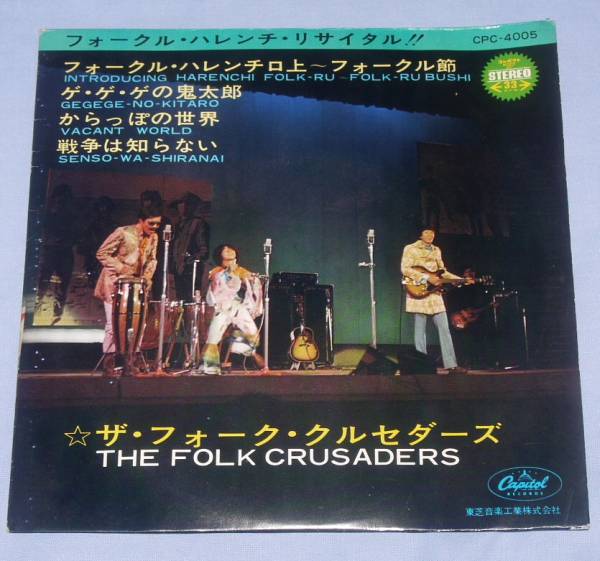 フォークル・ハレンチ・リサイタル!!
CPC-4005
STEREO
33
フォークル・ハレンチ口上～フォークル節
INTRODUCING HARENCHI FOLK-RU~FOLK-RU BUSHI
ゲ・ゲ・ゲの鬼太郎
GEGEGE-NO-KITARO
からっぽの世界
VACANT WORLD
戦争は知らない
SENSO-WA-SHIRANAI
☆ザ・フォーク・クルセダーズ
THE FOLK CRUSADERS
Capitol
RECORDS
東芝音楽工業株式会社